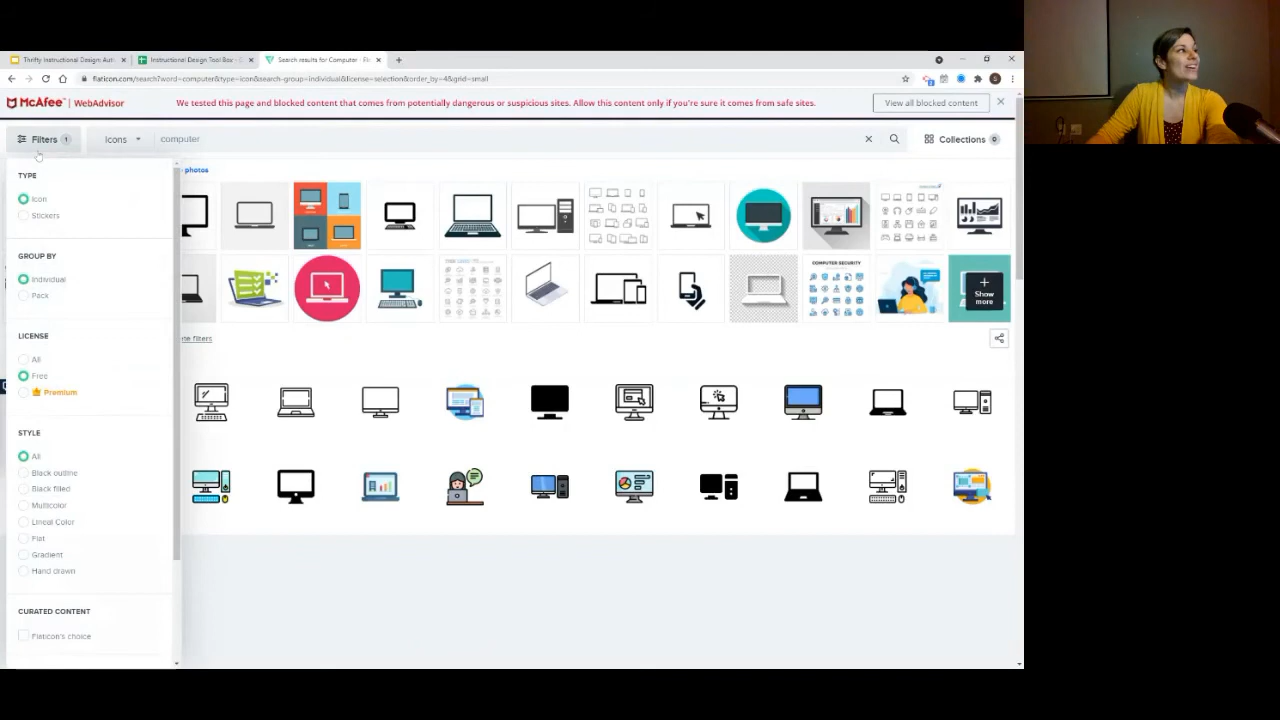 Thrifty Instructional Design: Aut
Instructional Design Tool Box - D
Search results for Computer - Fla
flaticon.com/search?word=computer&type=icon&search-group=individual&license=selection&order_by=4&grid=small
McAfee | WebAdvisor
We tested this page and blocked content that comes from potentially dangerous or suspicious sites. Allow this content only if you're sure it comes from safe sites.
View all blocked content
Filters 1
Icons
computer
Collections 0
photos
TYPE
Icon
Stickers
GROUP BY
Individual
Pack
LICENSE
All
Free
Premium
STYLE
All
Black outline
Black filled
Multicolor
Lineal Color
Flat
Gradient
Hand drawn
CURATED CONTENT
Flaticon's choice
COMPUTER SECURITY
+
Show
more
filters